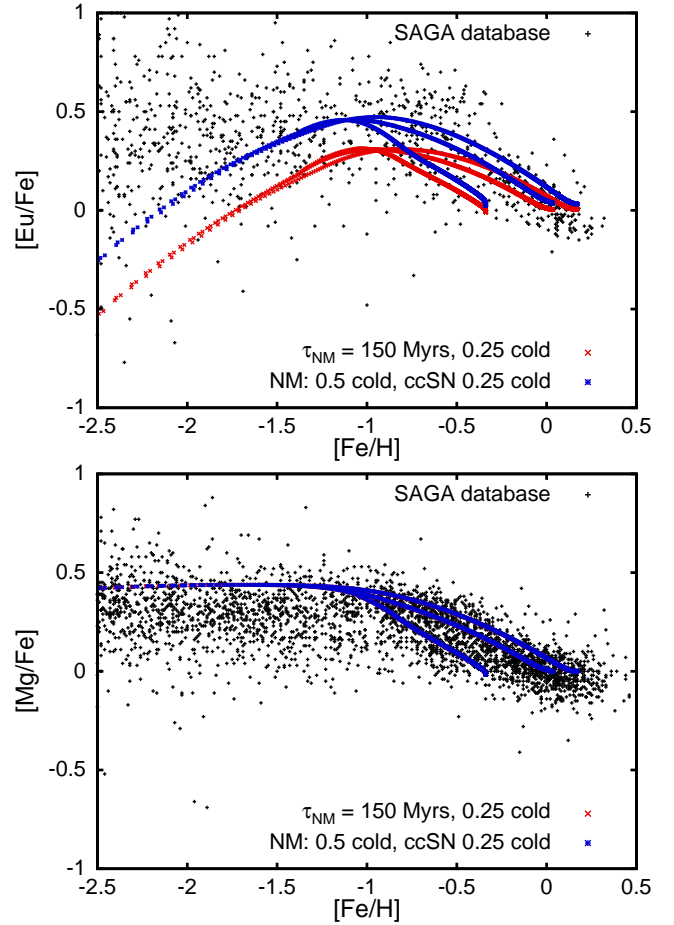 1
SAGA database
0.5
[Eu/Fe]
0
-0.5
τNM = 150 Myrs, 0.25 cold
NM: 0.5 cold, ccSN 0.25 cold
-1
-2.5 -2 -1.5 -1 -0.5 0 0.5
[Fe/H]
1
SAGA database
0.5
[Mg/Fe]
0
-0.5
τNM = 150 Myrs, 0.25 cold
NM: 0.5 cold, ccSN 0.25 cold
-1
-2.5 -2 -1.5 -1 -0.5 0 0.5
[Fe/H]